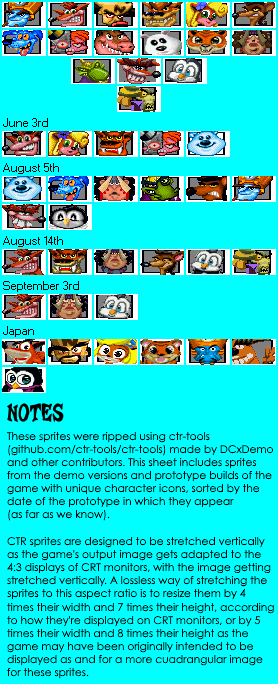 June 3rd
August 5th
August 14th
September 3rd
Japan
NOTES
These sprites were ripped using ctr-tools
(github.com/ctr-tools/ctr-tools) made by DCxDemo
and other contributors. This sheet includes sprites
from the demo versions and prototype builds of the
game with unique character icons, sorted by the
date of the prototype in which they appear
(as far as we know).
CTR sprites are designed to be stretched vertically
as the game's output image gets adapted to the
4:3 displays of CRT monitors, with the image getting
stretched vertically. A lossless way of stretching the
sprites to this aspect ratio is to resize them by 4
times their width and 7 times their height, according
to how they're displayed on CRT monitors, or by 5
times their width and 8 times their height as the
game may have been originally intended to be
displayed as and for a more cuadrangular image
for these sprites.